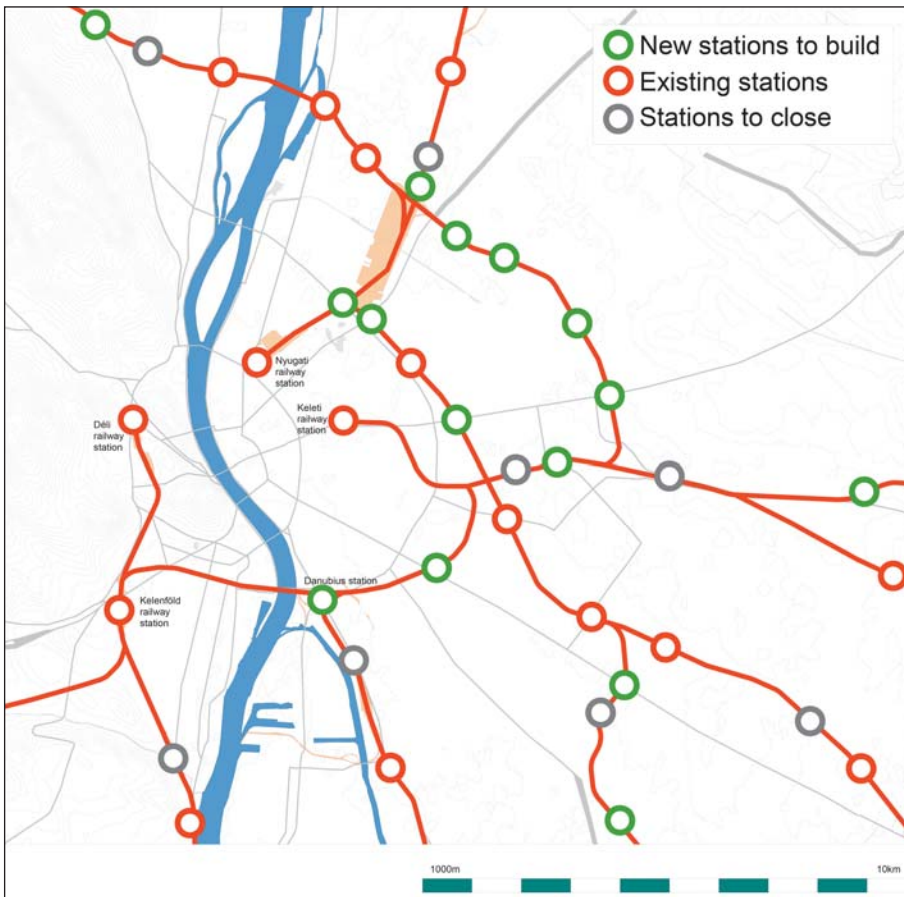 New stations to build
Existing stations
Stations to close
Nyugati
railway
station
Keleti
railway
station
Déli
railway
station
Danubius station
Kelenföld
railway
station
1000m
10km